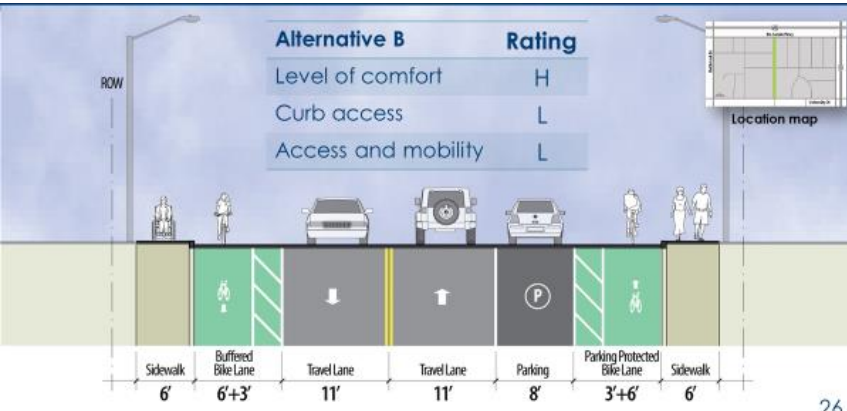 Alternative B Rating
Level of comfort H
Curb access L
Access and mobility L
ROW
Location map
P
Sidewalk
6'
Buffered
Bike Lane
6'+3'
Travel Lane
11'
Travel Lane
11'
Parking
8'
Parking Protected
Bike Lane
3'+6'
Sidewalk
6'
26